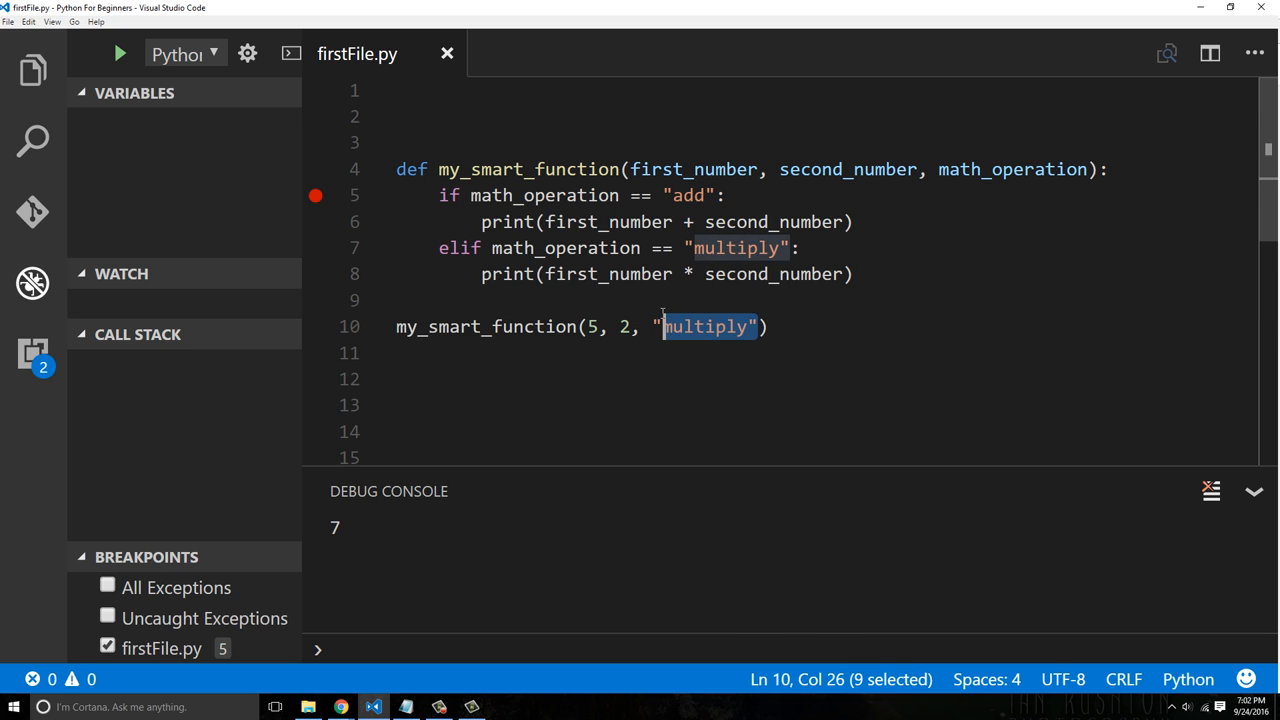 firstFile.py - Python For Beginners - Visual Studio Code
File Edit View Go Help
Pythor
firstFile.py
VARIABLES
WATCH
CALL STACK
2
BREAKPOINTS
All Exceptions
Uncaught Exceptions
firstFile.py 5
1
2
3
4 def my_smart_function(first_number, second_number, math_operation):
5 if math_operation == "add":
6 print(first_number + second_number)
7 elif math_operation == "multiply":
8 print(first_number * second_number)
9
10 my_smart_function(5, 2, "multiply")
11
12
13
14
15
DEBUG CONSOLE
7
0 0 Ln 10, Col 26 (9 selected) Spaces: 4 UTF-8 CRLF Python
I'm Cortana. Ask me anything.
7:02 PM
9/24/2016